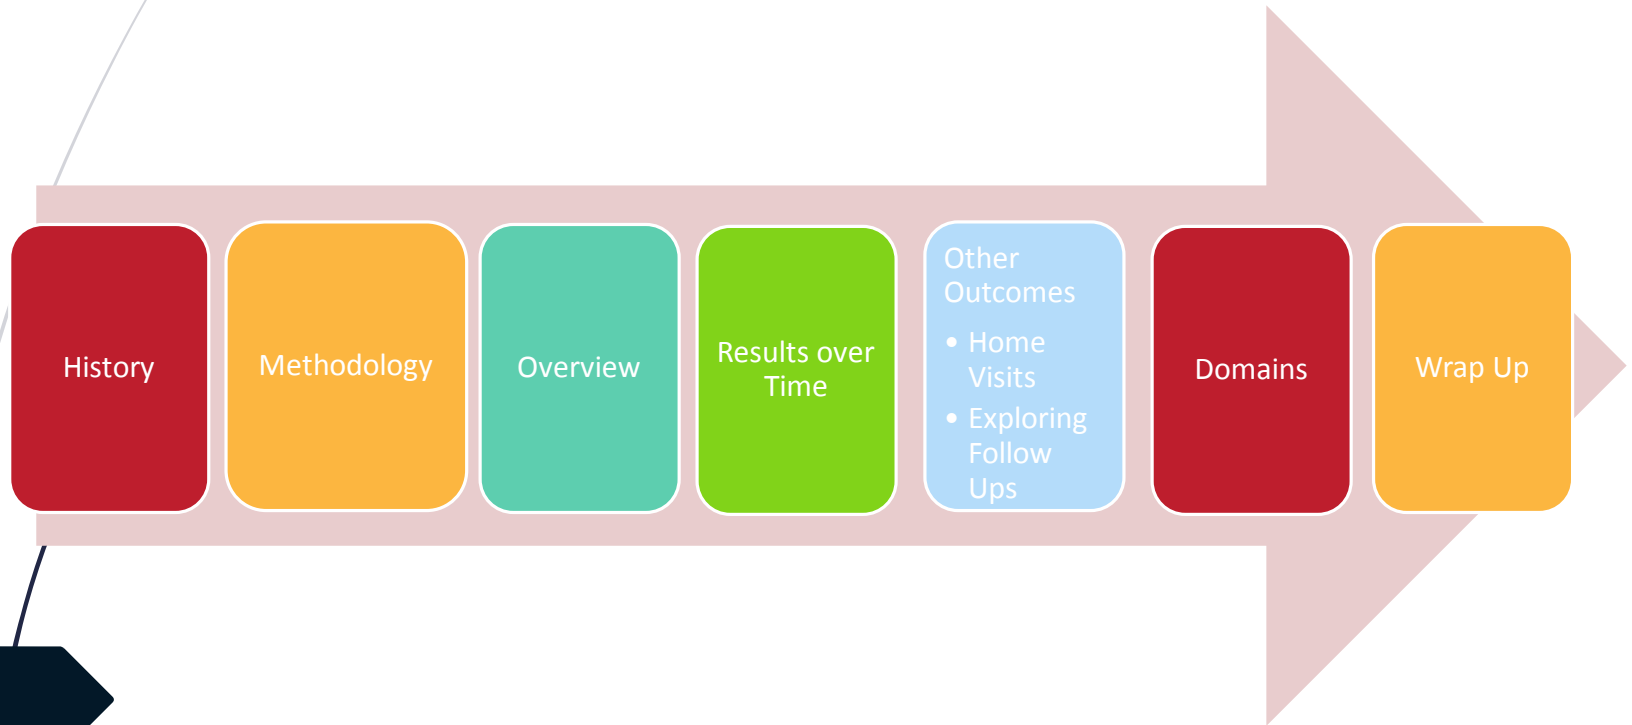 History
Methodology
Overview
Results over
Time
Other
Outcomes
• Home
Visits
• Exploring
Follow
Ups
Domains
Wrap Up